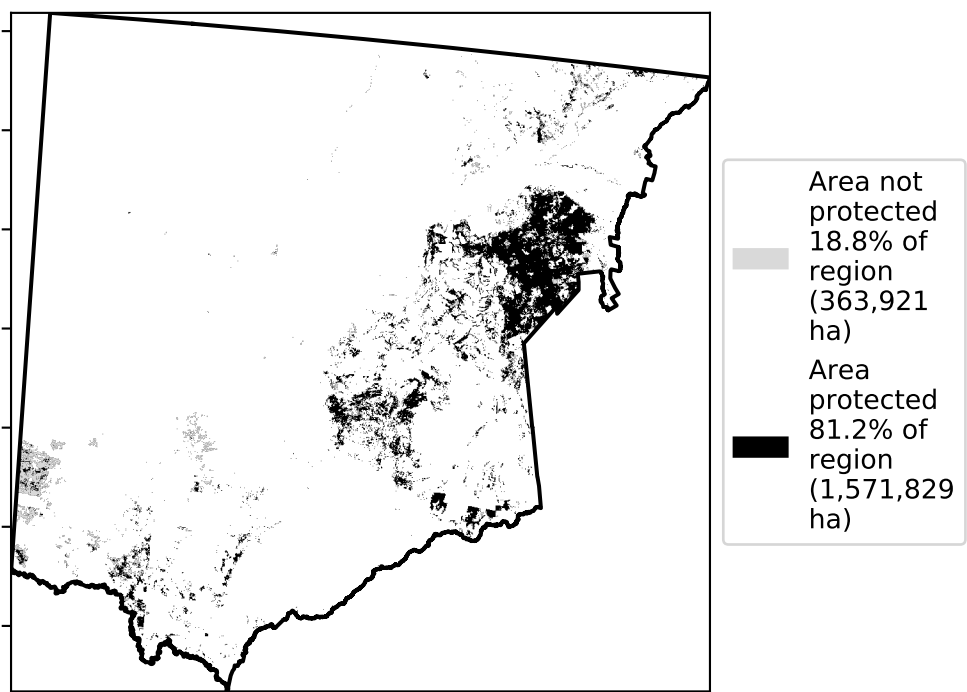 Area not
protected
18.8% of
region
(363,921
ha)
Area
protected
81.2% of
region
(1,571,829
ha)